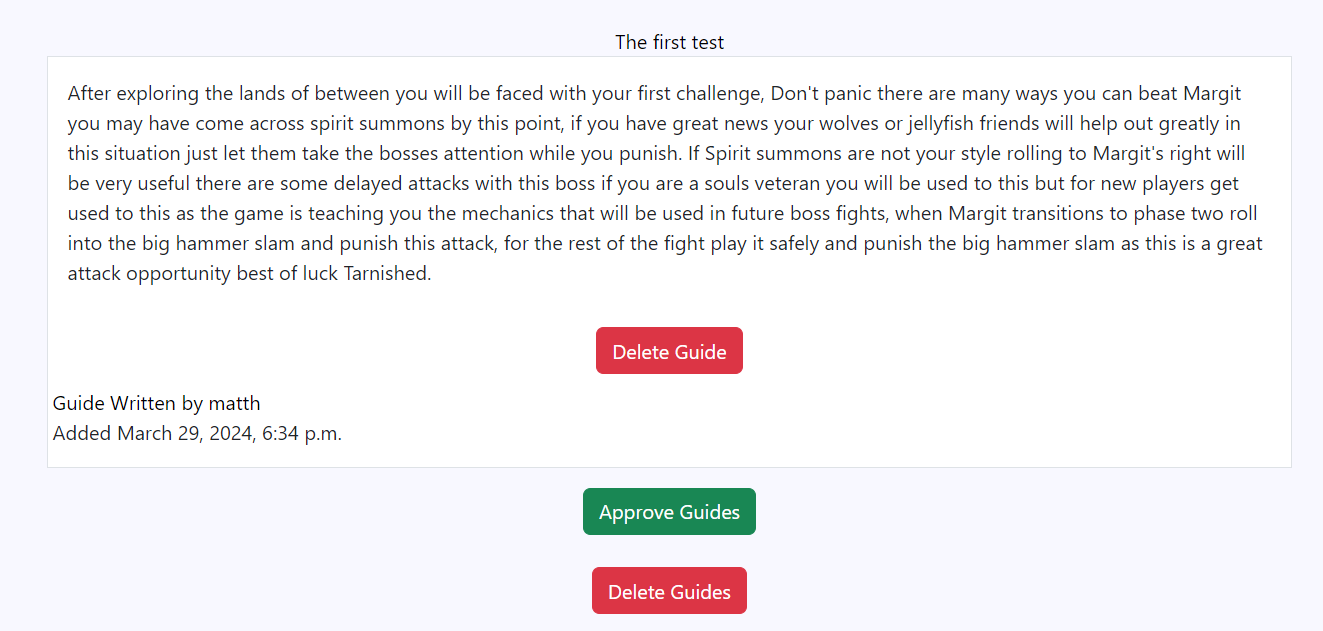 The first test
After exploring the lands of between you will be faced with your first challenge, Don't panic there are many ways you can beat Margit
you may have come across spirit summons by this point, if you have great news your wolves or jellyfish friends will help out greatly in
this situation just let them take the bosses attention while you punish. If Spirit summons are not your style rolling to Margit's right will
be very useful there are some delayed attacks with this boss if you are a souls veteran you will be used to this but for new players get
used to this as the game is teaching you the mechanics that will be used in future boss fights, when Margit transitions to phase two roll
into the big hammer slam and punish this attack, for the rest of the fight play it safely and punish the big hammer slam as this is a great
attack opportunity best of luck Tarnished.
Delete Guide
Guide Written by matth
Added March 29, 2024, 6:34 p.m.
Approve Guides
Delete Guides